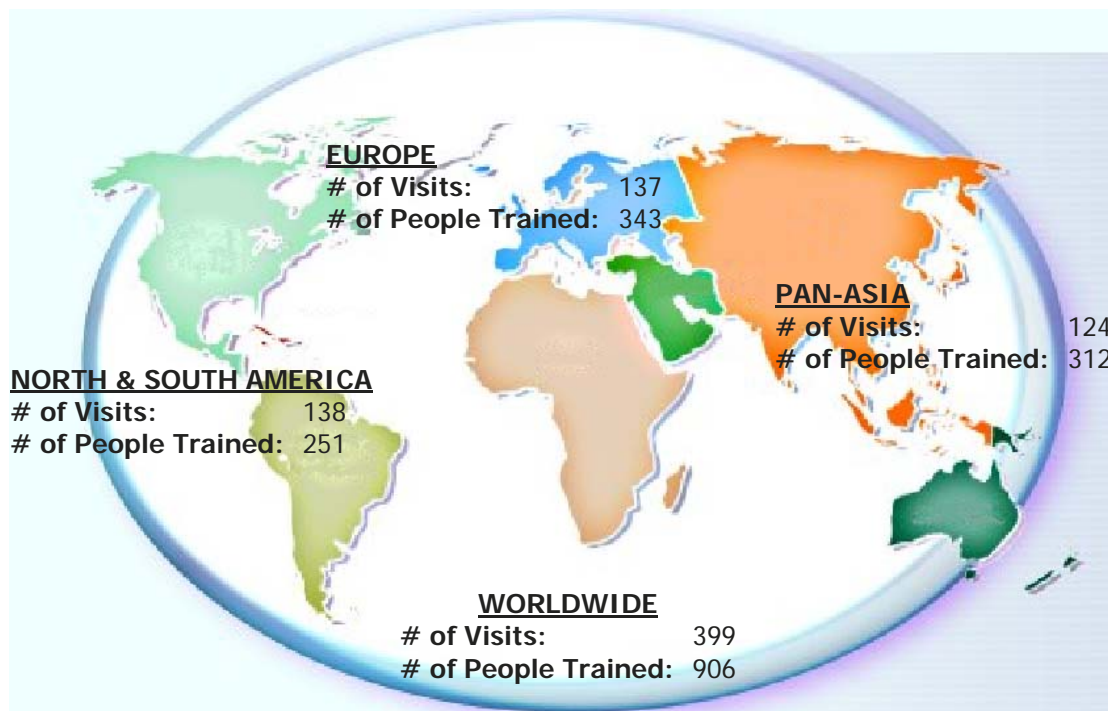 EUROPE
# of Visits: 137
# of People Trained: 343
PAN-ASIA
# of Visits: 124
# of People Trained: 312
NORTH & SOUTH AMERICA
# of Visits: 138
# of People Trained: 251
WORLDWIDE
# of Visits: 399
# of People Trained: 906